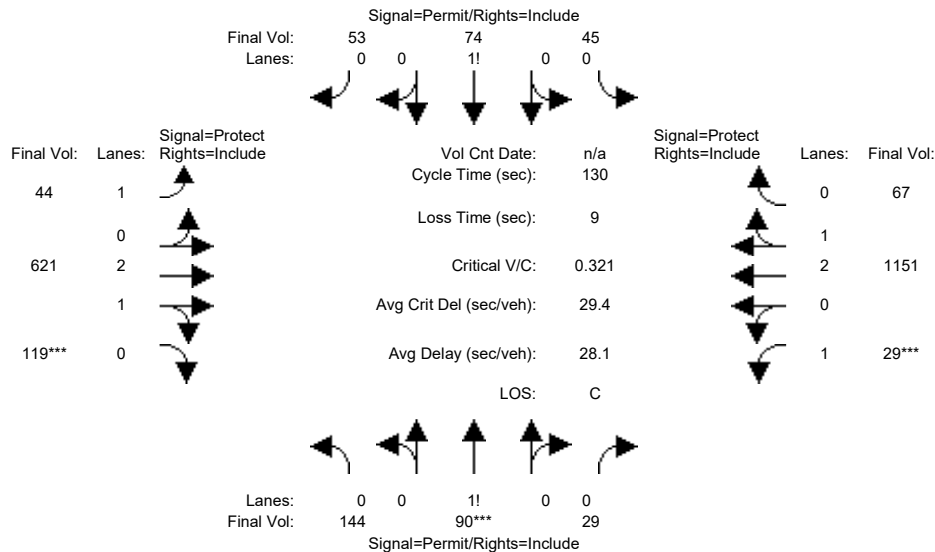 Signal=Permit/Rights=Include
Final Vol: 53 74 45
Lanes: 0 0 1! 0 0
Signal=Protect
Final Vol: Lanes: Rights=Include
Vol Cnt Date: n/a
Signal=Protect
Rights=Include Lanes: Final Vol:
Cycle Time (sec): 130
44 1
0 67
Loss Time (sec): 9
0
1
621 2
Critical V/C: 0.321
2 1151
1
Avg Crit Del (sec/veh): 29.4
0
119*** 0
Avg Delay (sec/veh): 28.1
1 29***
LOS: C
Lanes: 0 0 1! 0 0
Final Vol: 144 90*** 29
Signal=Permit/Rights=Include